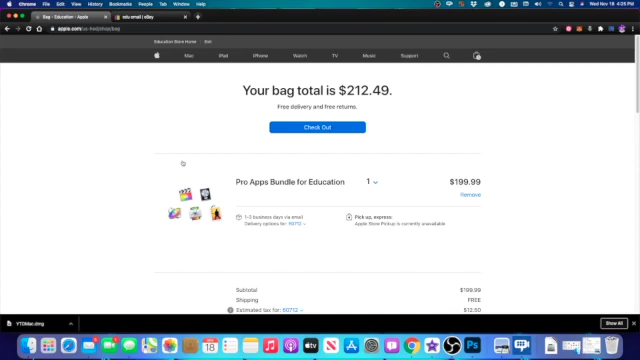 Chrome File Edit View History Bookmarks People Tab Window Help
Wed Nov 18 4:26 PM
Bag - Education - Apple
edu email | eBay
apple.com/us-hed/shop/bag
Education Store Home Exit
Mac iPad iPhone Watch TV Music Support
Your bag total is $212.49.
Free delivery and free returns.
Check Out
Pro Apps Bundle for Education 1 $199.99
Remove
1–3 business days via email
Delivery options for: 50712
Pick up, express:
Apple Store Pickup is currently unavailable
Subtotal $199.99
Shipping FREE
Estimated tax for: 50712 $12.50
YTDMac.dmg
Show All